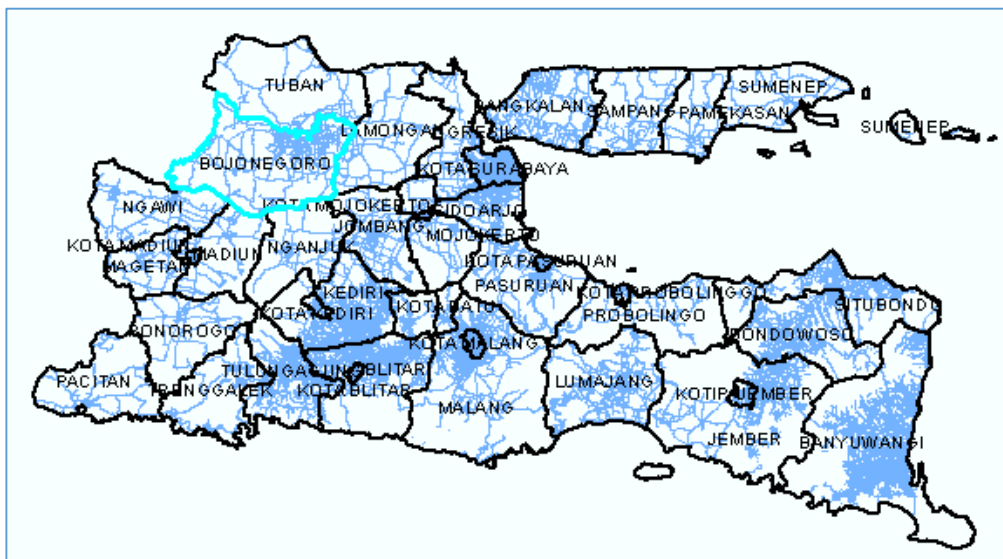 TUBAN
SUMENEP
BANGKALAN
SAMPANG
PAMEKASAN
SUMENEP
LAMONGAN
GRESIK
BOJONEGORO
KOTA SURABAYA
NGAWI
KOTA MOJOKERTO
SIDOARJO
JOMBANG
MOJOKERTO
KOTA MADIUN
MADIUN
NGANJUK
MAGETAN
KOTA PASURUAN
PASURUAN
KEDIRI
KOTA BATU
KOTA PROBOLINGGO
SITUBONDO
KOTA KEDIRI
PROBOLINGO
PONOROGO
BONDOWOSO
KOTA MALANG
TULUNGAGUNG
BLITAR
PACITAN
TRENGGALEK
KOTA BLITAR
LUMAJANG
KOTIP JEMBER
MALANG
JEMBER
BANYUWANGI